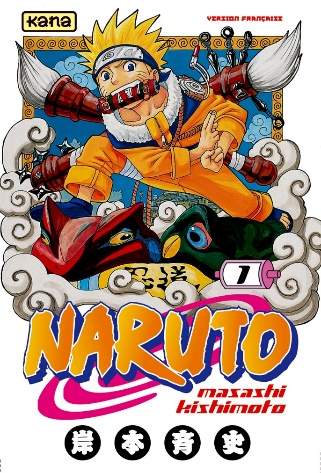 KANA
VERSION FRANÇAISE
1
NARUTO
masashi
kishimoto
岸本斉史